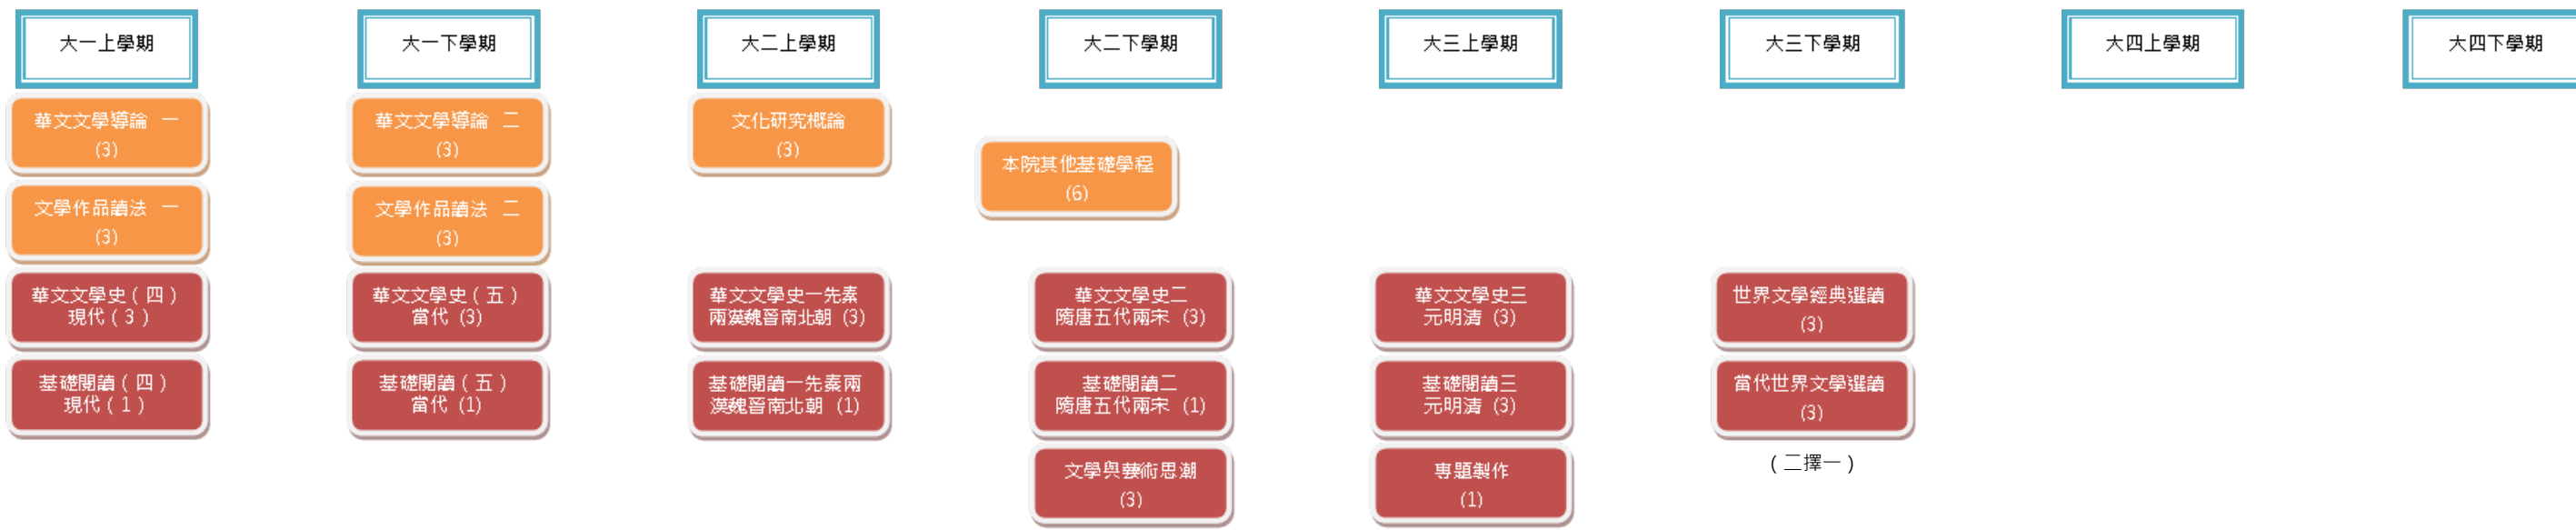 大一上學期
大一下學期
大二上學期
大二下學期
大三上學期
大三下學期
大四上學期
大四下學期
華文文學導論 一
(3)
華文文學導論 二
(3)
文化研究概論
(3)
本院其他基礎學程
(6)
文學作品讀法 一
(3)
文學作品讀法 二
(3)
華文文學史(四)
現代(3)
華文文學史(五)
當代 (3)
華文文學史一先秦
兩漢魏晉南北朝 (3)
華文文學史二
隋唐五代兩宋 (3)
華文文學史三
元明清 (3)
世界文學經典選讀
(3)
基礎閱讀(四)
現代(1)
基礎閱讀(五)
當代 (1)
基礎閱讀一先秦兩
漢魏晉南北朝 (1)
基礎閱讀二
隋唐五代兩宋 (1)
基礎閱讀三
元明清 (3)
當代世界文學選讀
(3)
文學與藝術思潮
(3)
專題製作
(1)
(二擇一)